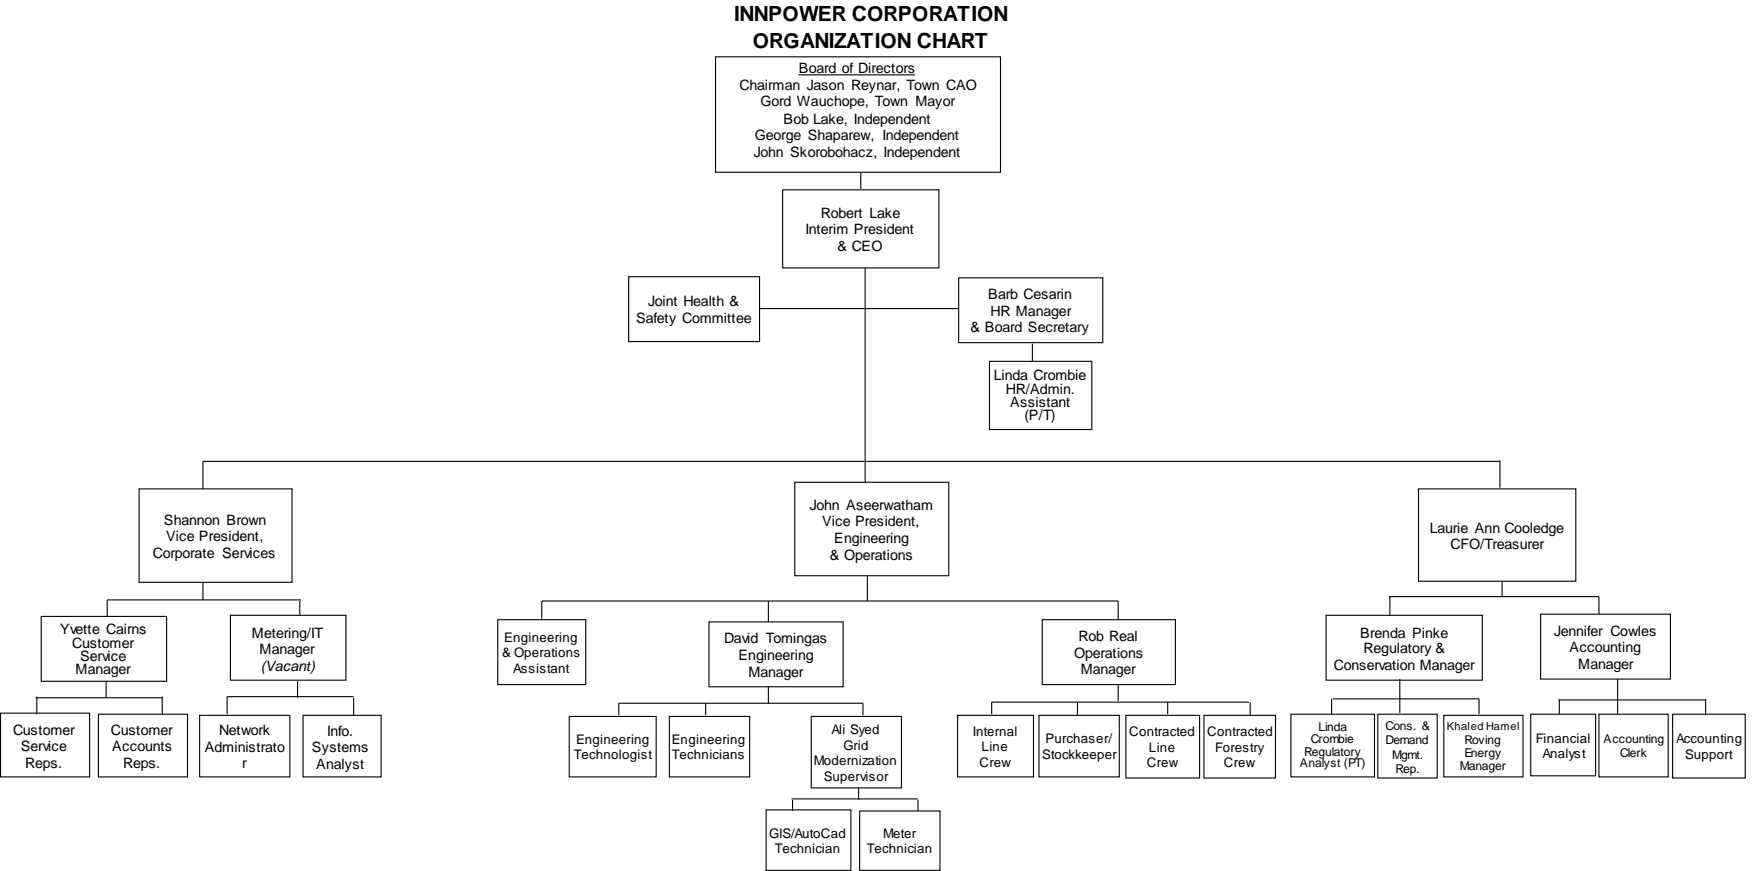 INNPOWER CORPORATION
ORGANIZATION CHART
Board of Directors
Chairman Jason Reynar, Town CAO
Gord Wauchope, Town Mayor
Bob Lake, Independent
George Shaparew, Independent
John Skorobohacz, Independent
Robert Lake
Interim President
& CEO
Joint Health &
Safety Committee
Barb Cesarin
HR Manager
& Board Secretary
Linda Crombie
HR/Admin.
Assistant
(P/T)
Shannon Brown
Vice President,
Corporate Services
John Aseerwatham
Vice President,
Engineering
& Operations
Laurie Ann Cooledge
CFO/Treasurer
Yvette Cairns
Customer
Service
Manager
Metering/IT
Manager
(Vacant)
Engineering
& Operations
Assistant
David Tomingas
Engineering
Manager
Rob Real
Operations
Manager
Brenda Pinke
Regulatory &
Conservation Manager
Jennifer Cowles
Accounting
Manager
Customer
Service
Reps.
Customer
Accounts
Reps.
Network
Administrato
r
Info.
Systems
Analyst
Engineering
Technologist
Engineering
Technicians
Ali Syed
Grid
Modernization
Supervisor
Internal
Line
Crew
Purchaser/
Stockkeeper
Contracted
Line
Crew
Contracted
Forestry
Crew
Linda
Crombie
Regulatory
Analyst (PT)
Cons. &
Demand
Mgmt.
Rep.
Khaled Hamel
Roving
Energy
Manager
Financial
Analyst
Accounting
Clerk
Accounting
Support
GIS/AutoCad
Technician
Meter
Technician